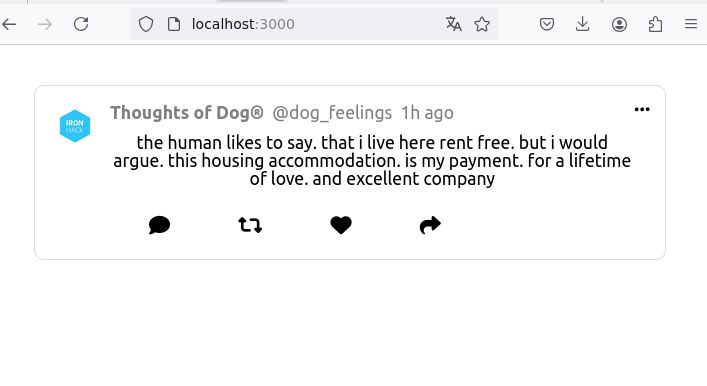 localhost:3000
Thoughts of Dog® @dog_feelings 1h ago
IRON
HACK
the human likes to say. that i live here rent free. but i would
argue. this housing accommodation. is my payment. for a lifetime
of love. and excellent company